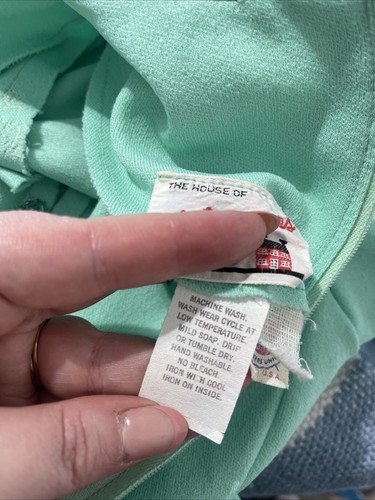 THE HOUSE OF
MACHINE WASH.
WASH WEAR CYCLE AT
LOW TEMPERATURE.
MILD SOAP. DRIP
OR TUMBLE DRY.
HAND WASHABLE.
NO BLEACH.
IRON WITH COOL
IRON ON INSIDE.
U.S.A.